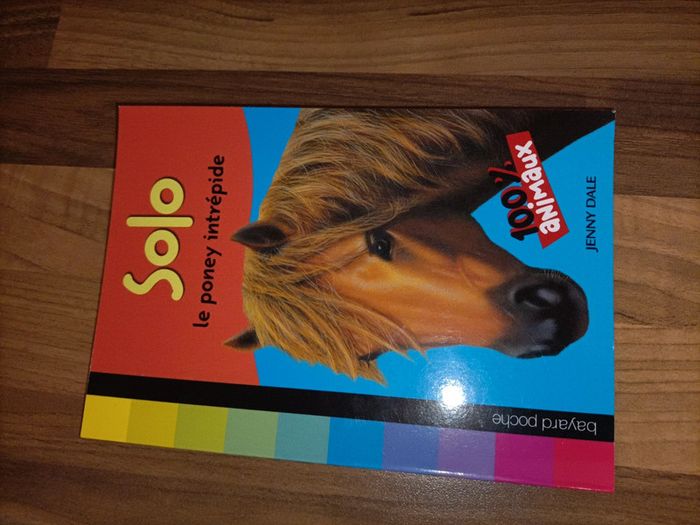 Solo
le poney intrépide
100%
animaux
JENNY DALE
bayard poche